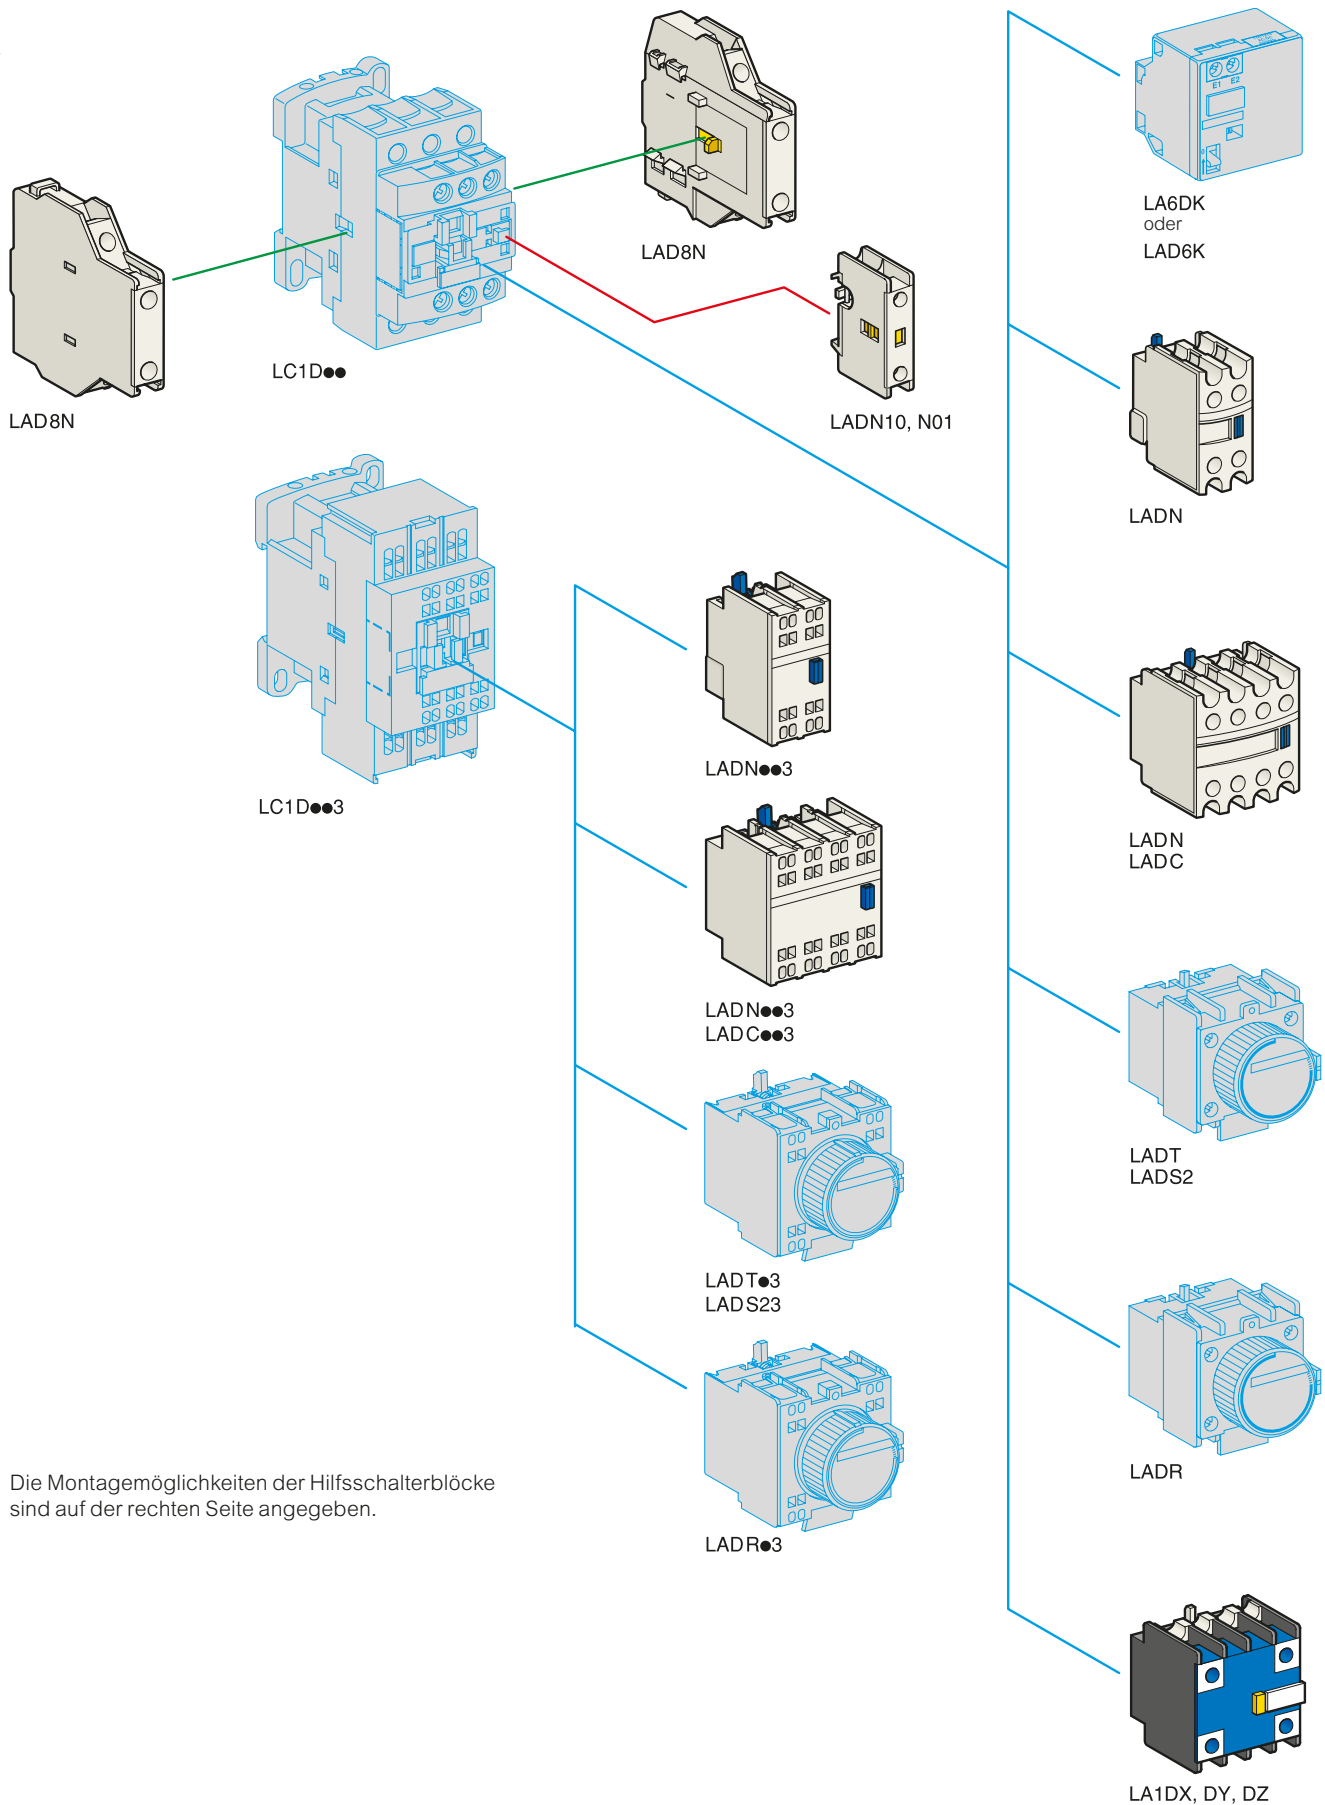 E1 E2
LA6DK
oder
LAD6K
LAD8N
LC1D●●
LAD8N
LADN10, N01
LADN
LC1D●●3
LADN●●3
LADN
LADC
LADN●●3
LADC●●3
LADT
LADS2
LADT●3
LADS23
LADR
Die Montagemöglichkeiten der Hilfsschalterblöcke
sind auf der rechten Seite angegeben.
LADR●3
LA1DX, DY, DZ